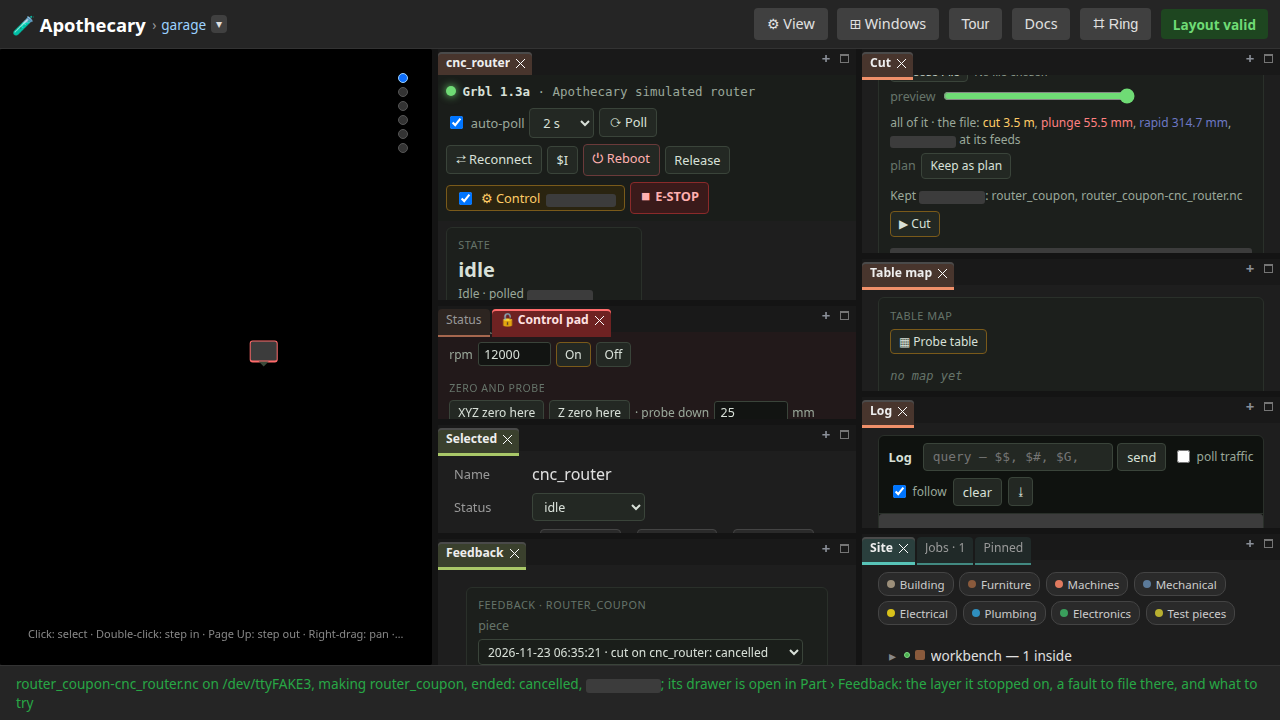 🧪 Apothecary › garage ▾
⚙ View
⊞ Windows
Tour
Docs
⌗ Ring
Layout valid
Click: select · Double-click: step in · Page Up: step out · Right-drag: pan ·…
cnc_router
Grbl 1.3a · Apothecary simulated router
auto-poll 2 s ⟳ Poll
⇄ Reconnect $I ⏻ Reboot Release
⚙ Control ■ E-STOP
STATE
idle
Idle · polled
Status 🔓 Control pad
rpm 12000 On Off
ZERO AND PROBE
XYZ zero here Z zero here · probe down 25 mm
Selected
Name cnc_router
Status idle
Feedback
FEEDBACK · ROUTER_COUPON
piece
2026-11-23 06:35:21 · cut on cnc_router: cancelled
Cut
preview
all of it · the file: cut 3.5 m, plunge 55.5 mm, rapid 314.7 mm,
at its feeds
plan Keep as plan
Kept : router_coupon, router_coupon-cnc_router.nc
▶ Cut
Table map
TABLE MAP
▦ Probe table
no map yet
Log
Log query — $$, $#, $G, send poll traffic
follow clear ⤓
Site Jobs · 1 Pinned
Building Furniture Machines Mechanical
Electrical Plumbing Electronics Test pieces
▸ workbench — 1 inside
router_coupon-cnc_router.nc on /dev/ttyFAKE3, making router_coupon, ended: cancelled, ; its drawer is open in Part › Feedback: the layer it stopped on, a fault to file there, and what to
try